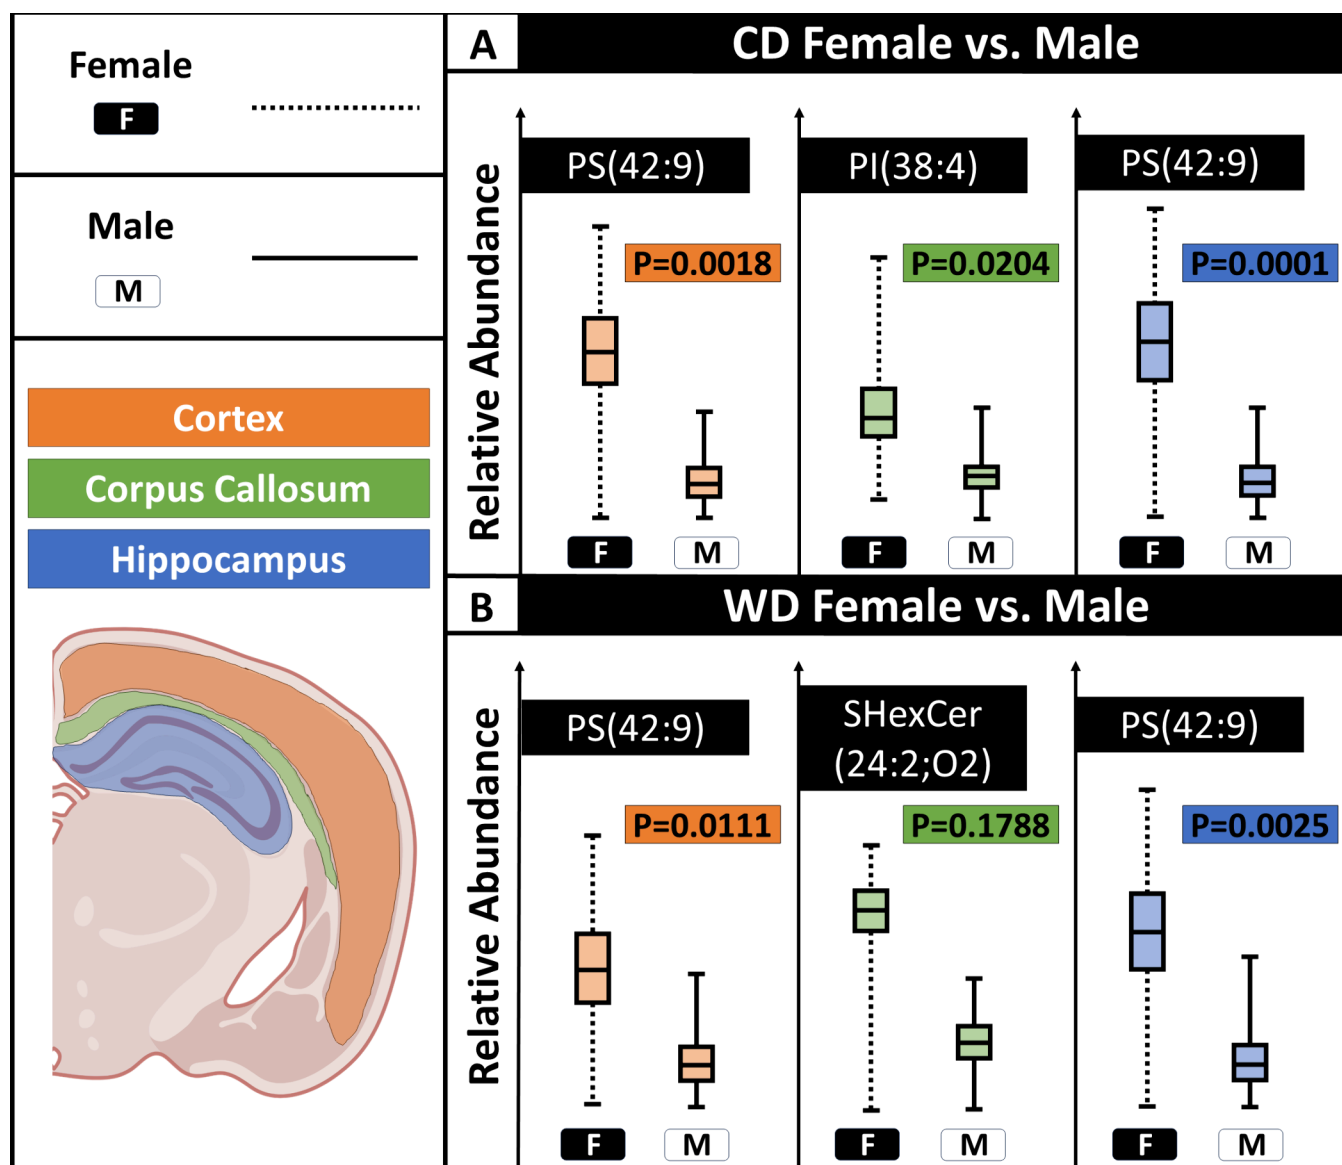 Female
F
Male
M
Cortex
Corpus Callosum
Hippocampus
A
CD Female vs. Male
Relative Abundance
PS(42:9)
P=0.0018
F
M
PI(38:4)
P=0.0204
F
M
PS(42:9)
P=0.0001
F
M
B
WD Female vs. Male
Relative Abundance
PS(42:9)
P=0.0111
F
M
SHexCer
(24:2;O2)
P=0.1788
F
M
PS(42:9)
P=0.0025
F
M